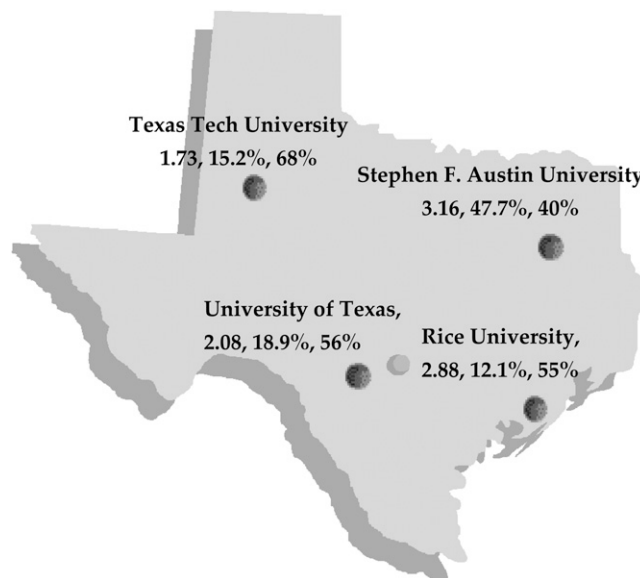 Texas Tech University
1.73, 15.2%, 68%
Stephen F. Austin University
3.16, 47.7%, 40%
University of Texas,
2.08, 18.9%, 56%
Rice University,
2.88, 12.1%, 55%